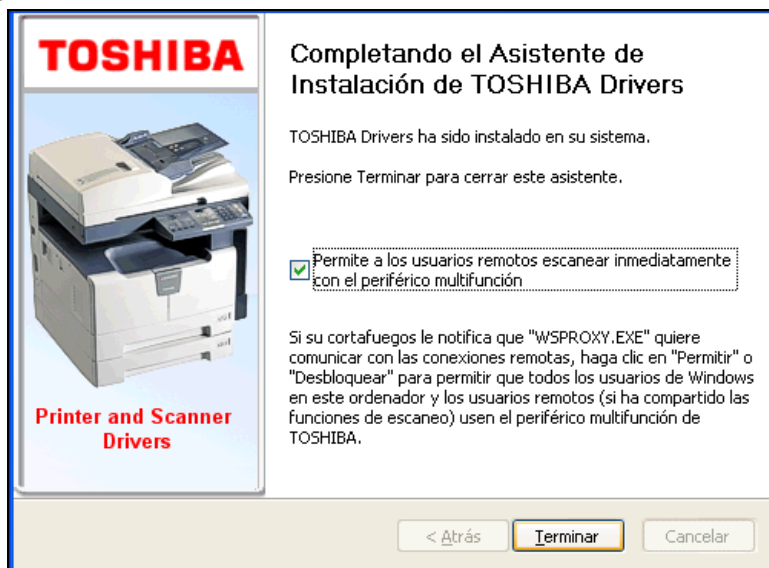 TOSHIBA
Printer and Scanner
Drivers
Completando el Asistente de
Instalación de TOSHIBA Drivers
TOSHIBA Drivers ha sido instalado en su sistema.
Presione Terminar para cerrar este asistente.
Permite a los usuarios remotos escanear inmediatamente
con el periférico multifunción
Si su cortafuegos le notifica que "WSPROXY.EXE" quiere
comunicar con las conexiones remotas, haga clic en "Permitir" o
"Desbloquear" para permitir que todos los usuarios de Windows
en este ordenador y los usuarios remotos (si ha compartido las
funciones de escaneo) usen el periférico multifunción de
TOSHIBA.
< Atrás
Terminar
Cancelar